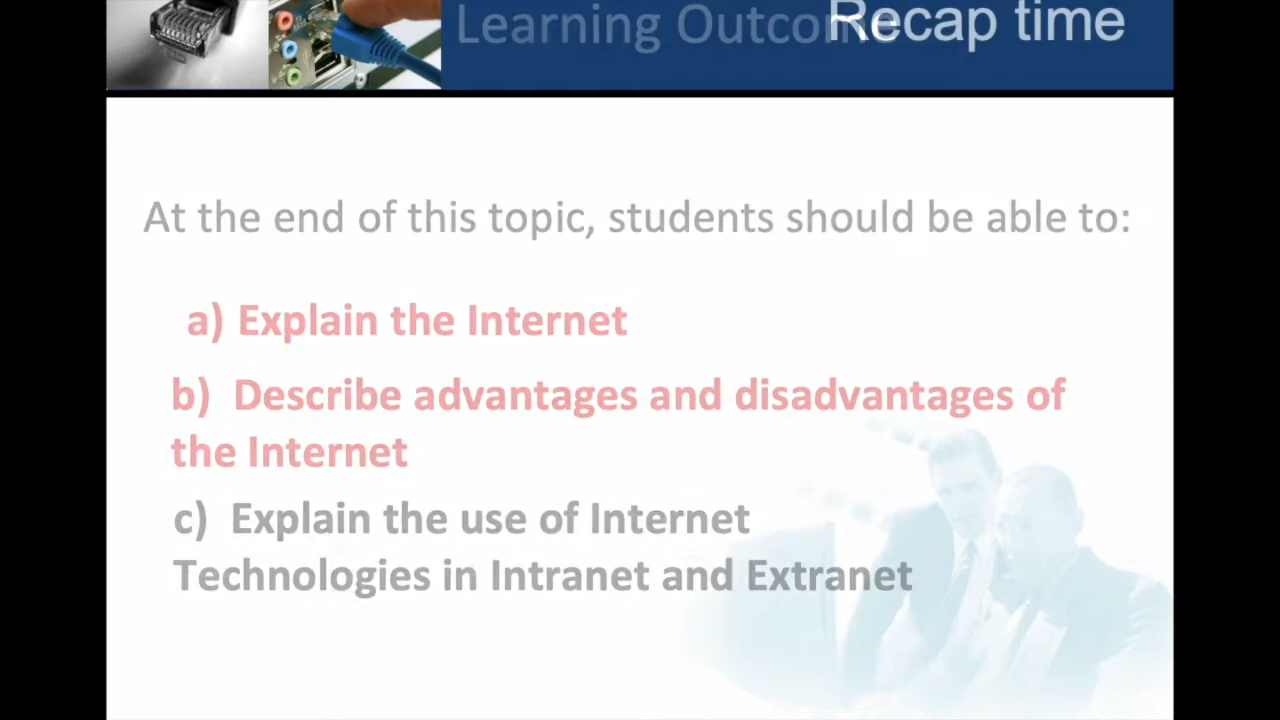 Learning Outcome
Recap time
At the end of this topic, students should be able to:
a) Explain the Internet
b) Describe advantages and disadvantages of
the Internet
c) Explain the use of Internet
Technologies in Intranet and Extranet